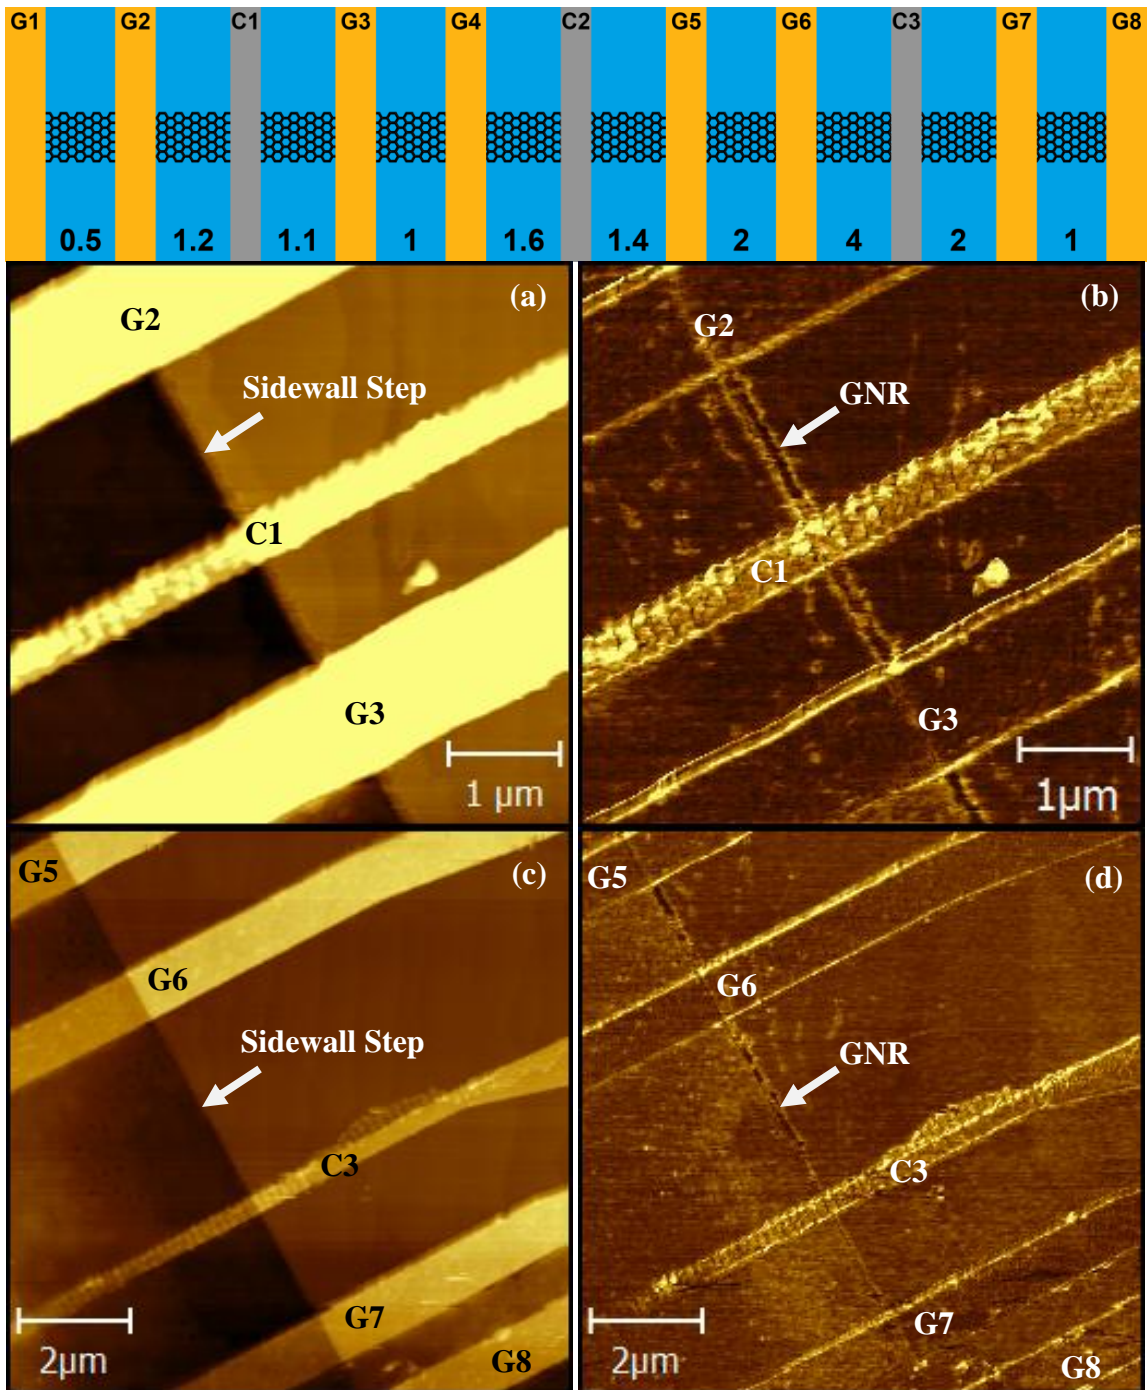 G1 G2 C1 G3 G4 C2 G5 G6 C3 G7 G8
0.5 1.2 1.1 1 1.6 1.4 2 4 2 1
(a)
G2
Sidewall Step
C1
G3
1 µm
(b)
G2
GNR
C1
G3
1µm
(c)
G5
G6
Sidewall Step
C3
G7
2µm
G8
(d)
G5
G6
GNR
C3
G7
2µm
G8